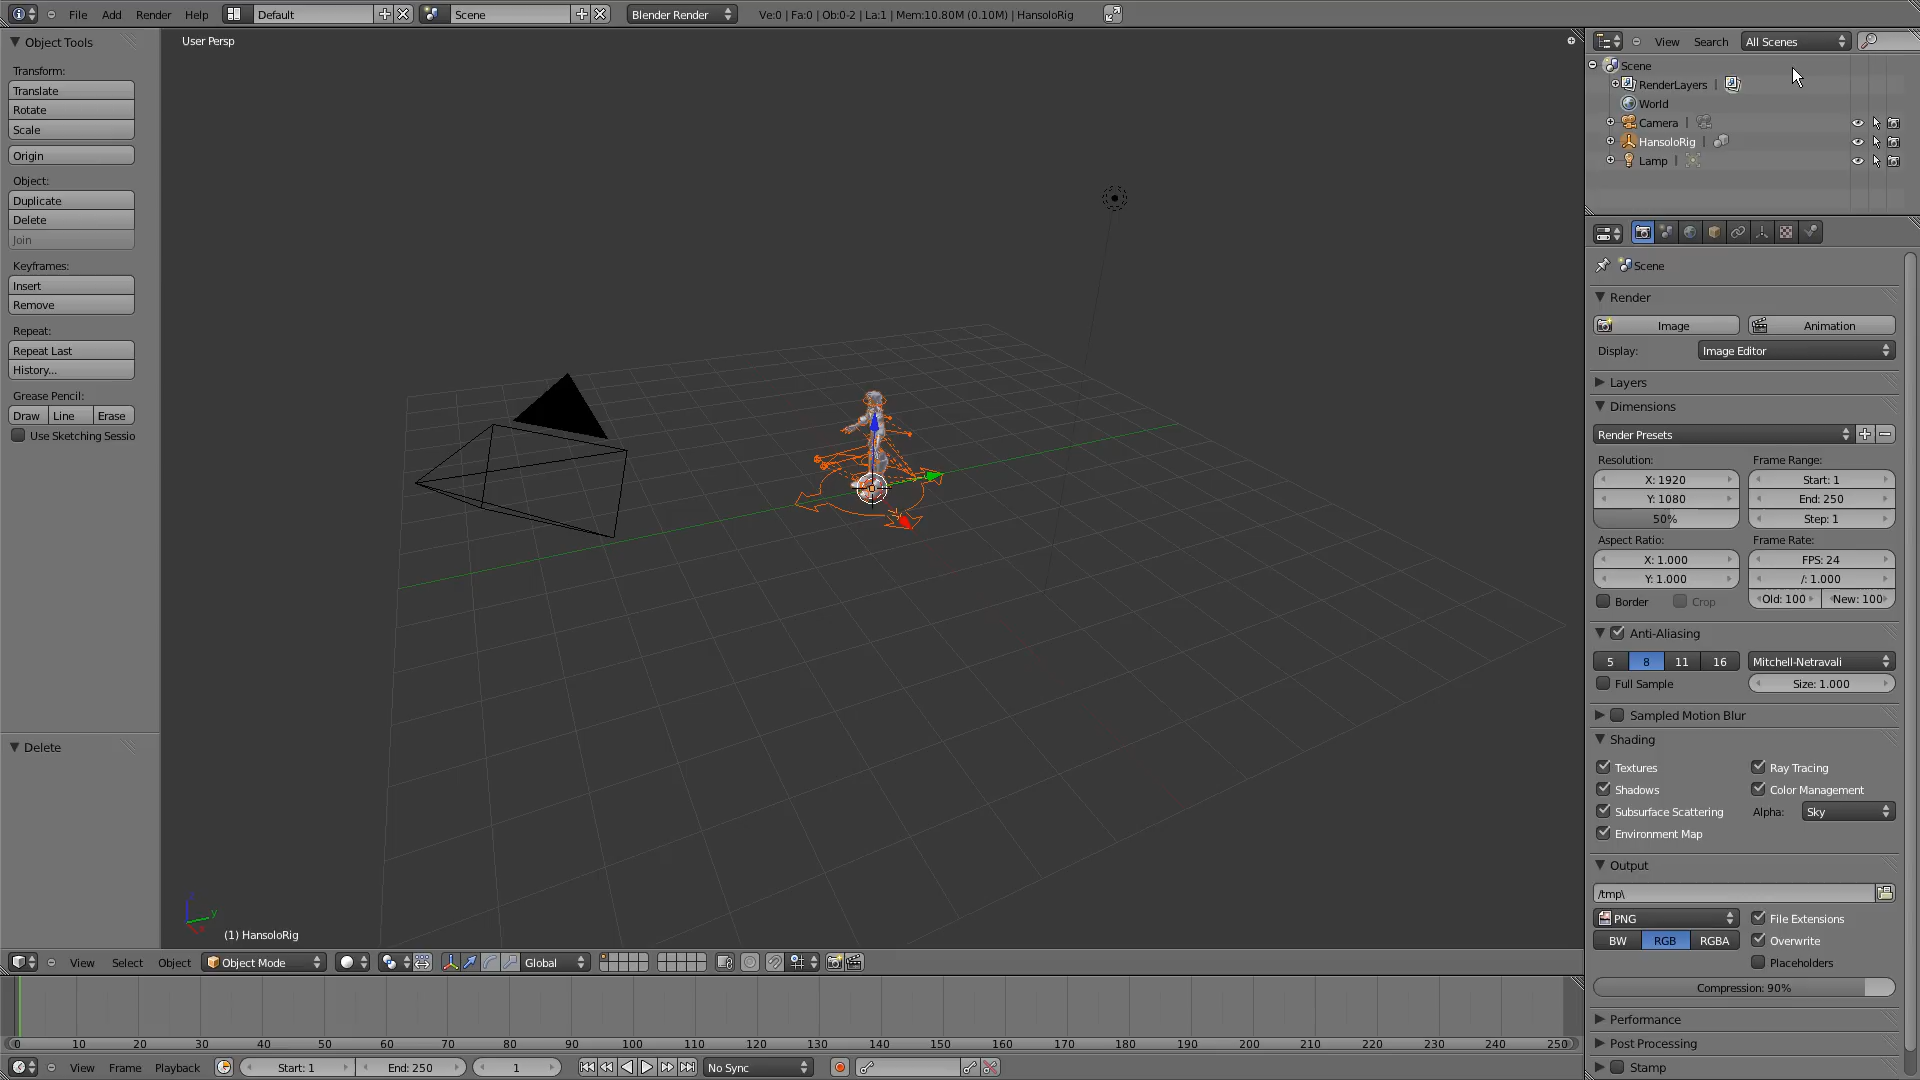 File Add Render Help Default Scene Blender Render Ve:0 | Fa:0 | Ob:0-2 | La:1 | Mem:10.80M (0.10M) | HansoloRig
Object Tools
Transform:
Translate
Rotate
Scale
Origin
Object:
Duplicate
Delete
Join
Keyframes:
Insert
Remove
Repeat:
Repeat Last
History...
Grease Pencil:
Draw Line Erase
Use Sketching Sessio
Delete
User Persp
y
(1) HansoloRig
View Select Object Object Mode Global
0 10 20 30 40 50 60 70 80 90 100 110 120 130 140 150 160 170 180 190 200 210 220 230 240 250
View Frame Playback Start: 1 End: 250 1 No Sync
View Search All Scenes
Scene
RenderLayers |
World
Camera |
HansoloRig |
Lamp |
Scene
Render
Image Animation
Display: Image Editor
Layers
Dimensions
Render Presets
Resolution: Frame Range:
X: 1920 Start: 1
Y: 1080 End: 250
50% Step: 1
Aspect Ratio: Frame Rate:
X: 1.000 FPS: 24
Y: 1.000 /: 1.000
Border Crop Old: 100 New: 100
Anti-Aliasing
5 8 11 16 Mitchell-Netravali
Full Sample Size: 1.000
Sampled Motion Blur
Shading
Textures Ray Tracing
Shadows Color Management
Subsurface Scattering Alpha: Sky
Environment Map
Output
/tmp\
PNG File Extensions
BW RGB RGBA Overwrite
Placeholders
Compression: 90%
Performance
Post Processing
Stamp